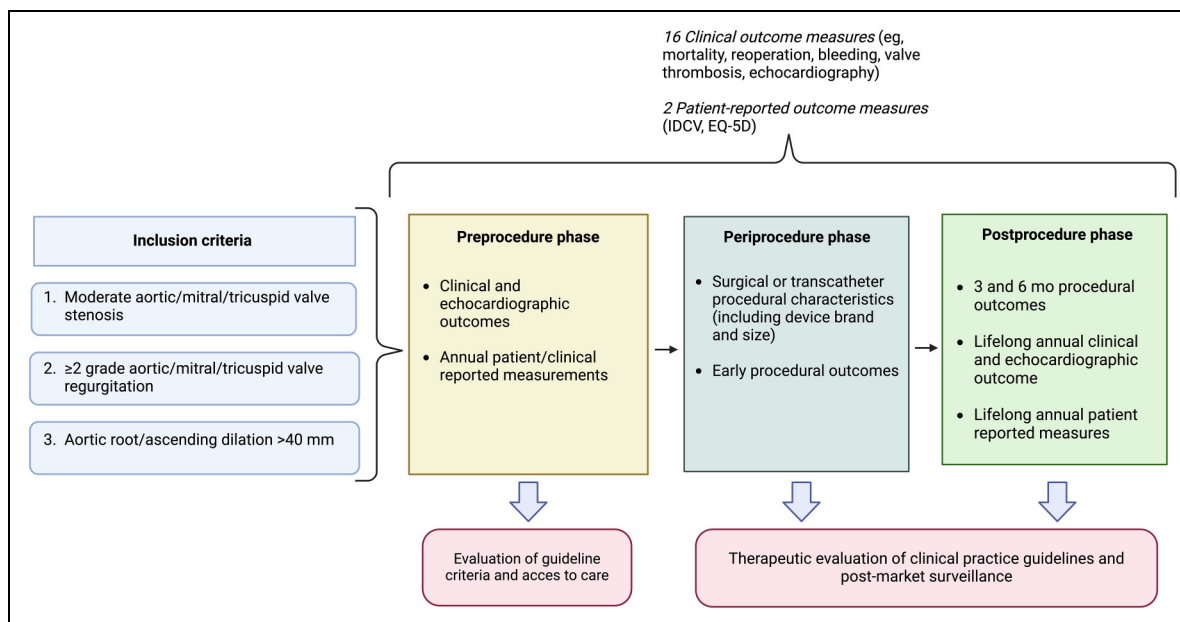 16 Clinical outcome measures (eg,
mortality, reoperation, bleeding, valve
thrombosis, echocardiography)
2 Patient-reported outcome measures
(IDCV, EQ-5D)
Inclusion criteria
1. Moderate aortic/mitral/tricuspid valve
stenosis
2. ≥2 grade aortic/mitral/tricuspid valve
regurgitation
3. Aortic root/ascending dilation >40 mm
Preprocedure phase
• Clinical and
echocardiographic
outcomes
• Annual patient/clinical
reported measurements
Periprocedure phase
• Surgical or transcatheter
procedural characteristics
(including device brand
and size)
• Early procedural outcomes
Postprocedure phase
• 3 and 6 mo procedural
outcomes
• Lifelong annual clinical
and echocardiographic
outcome
• Lifelong annual patient
reported measures
Evaluation of guideline
criteria and acces to care
Therapeutic evaluation of clinical practice guidelines and
post-market surveillance